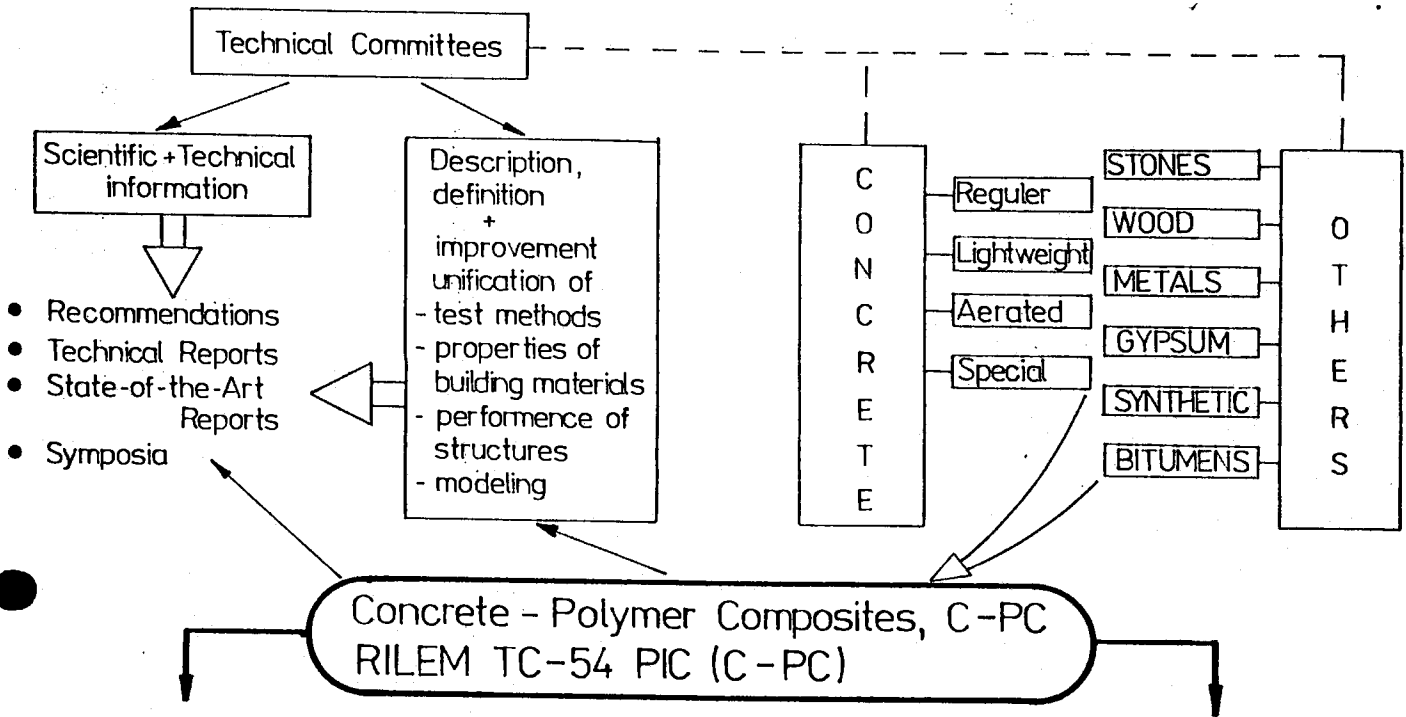 Technical Committees
Scientific + Technical
information
• Recommendations
• Technical Reports
• State-of-the-Art
Reports
• Symposia
Description,
definition
+
improvement
unification of
- test methods
- properties of
building materials
- performence of
structures
- modeling
CONCRETE
Reguler
Lightweight
Aerated
Special
STONES
WOOD
METALS
GYPSUM
SYNTHETIC
BITUMENS
OTHERS
Concrete - Polymer Composites, C-PC
RILEM TC-54 PIC (C-PC)